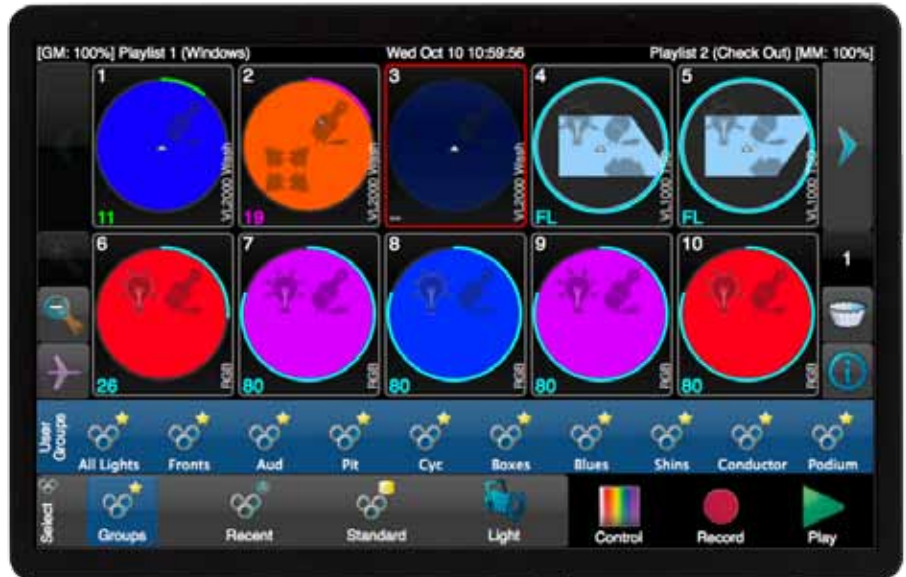 [GM: 100%] Playlist 1 (Windows) Wed Oct 10 10:59:56 Playlist 2 (Check Out) [MM: 100%]
1 2 3 4 5
VL2000 Wash VL2000 Wash VL2000 Wash VL1000 VL1000
11 19 -- FL FL
6 7 8 9 10 1
RGB RGB RGB RGB RGB
26 80 80 80 80
User Groups
All Lights Fronts Aud Pit Cyc Boxes Blues Shins Conductor Podium
Select
Groups Recent Standard Light Control Record Play